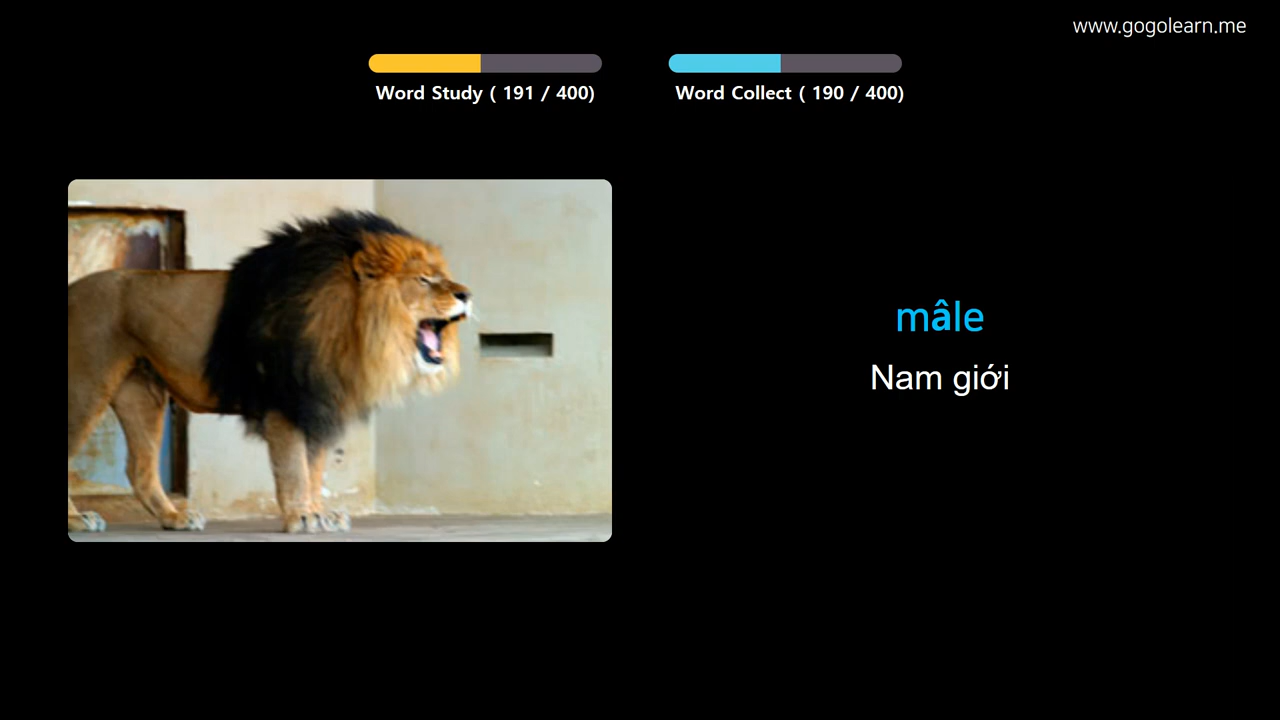 www.gogolearn.me
Word Study ( 191 / 400)
Word Collect ( 190 / 400)
mâle
Nam giới